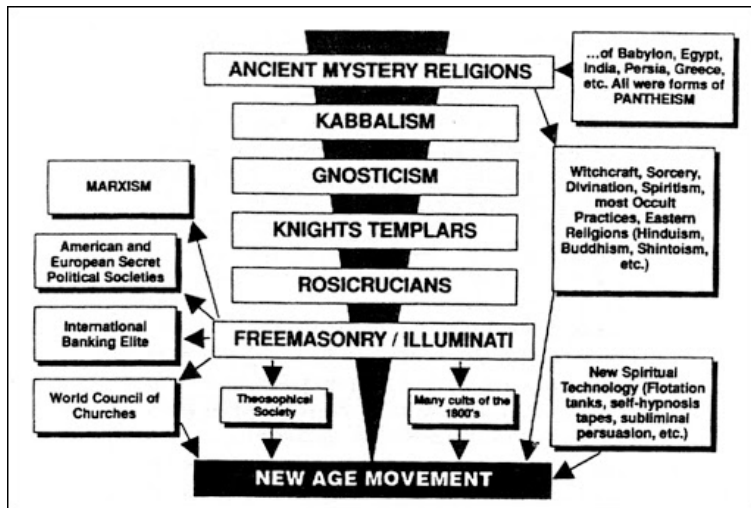 ANCIENT MYSTERY RELIGIONS
...of Babylon, Egypt,
India, Persia, Greece,
etc. All were forms of
PANTHEISM
KABBALISM
GNOSTICISM
MARXISM
Witchcraft, Sorcery,
Divination, Spiritism,
most Occult
Practices, Eastern
Religions (Hinduism,
Buddhism, Shintoism,
etc.)
KNIGHTS TEMPLARS
American and
European Secret
Political Societies
ROSICRUCIANS
International
Banking Elite
FREEMASONRY / ILLUMINATI
World Council of
Churches
Theosophical
Society
Many cults of the
1800's
New Spiritual
Technology (Flotation
tanks, self-hypnosis
tapes, subliminal
persuasion, etc.)
NEW AGE MOVEMENT